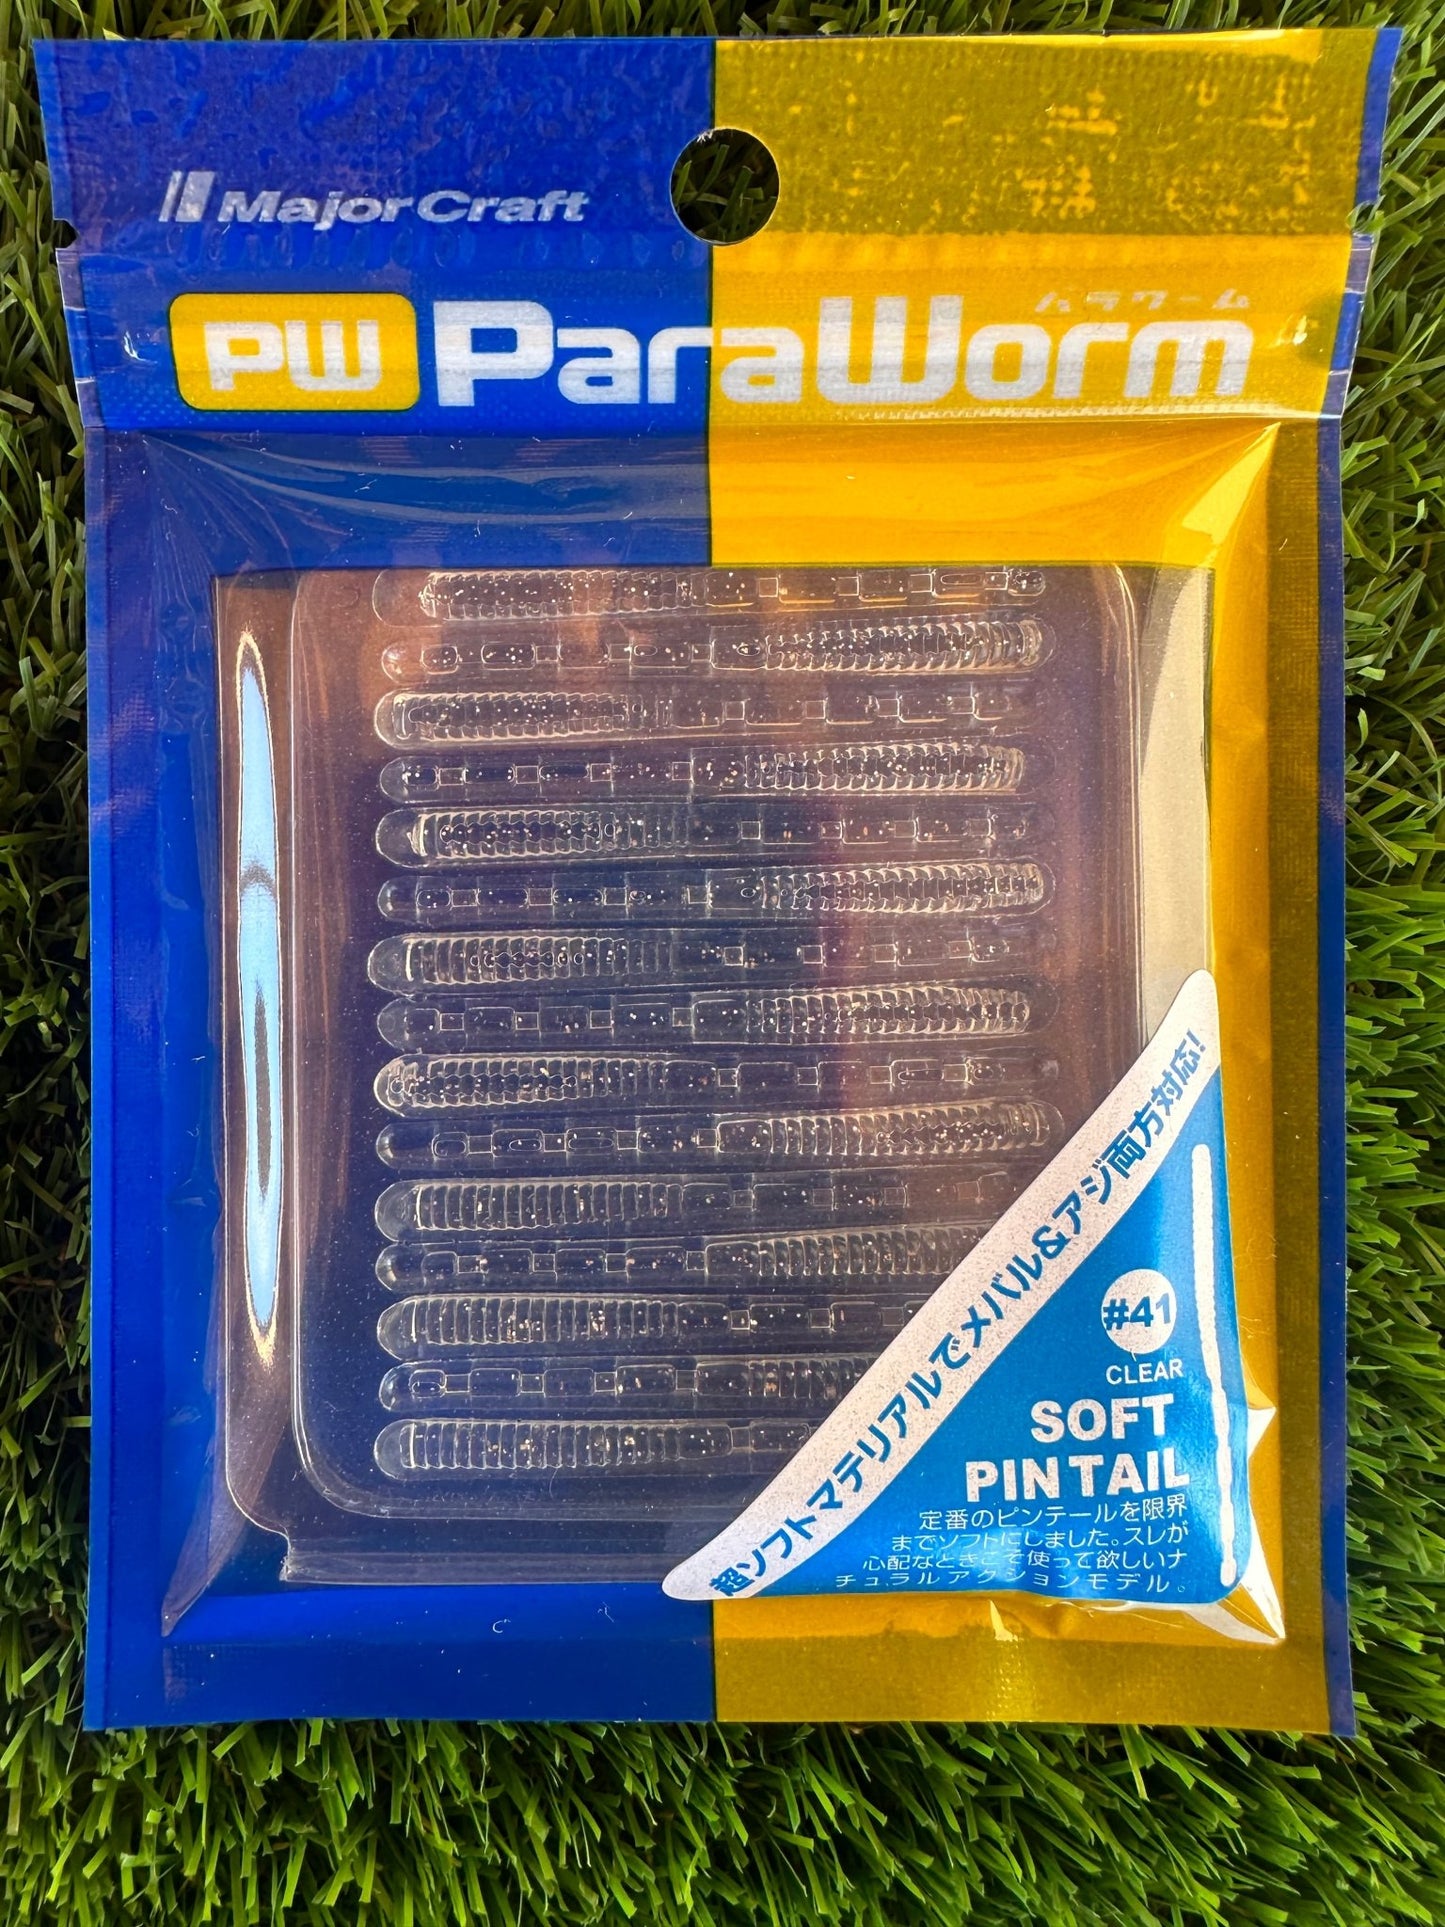 Major Craft
パラワーム
PW ParaWorm
超ソフトマテリアルでメバル&アジ両方対応!
#41
CLEAR
SOFT
PIN TAIL
定番のピンテールを限界
までソフトにしました。スレが
心配なときこそ使って欲しいナ
チュラルアクションモデル。